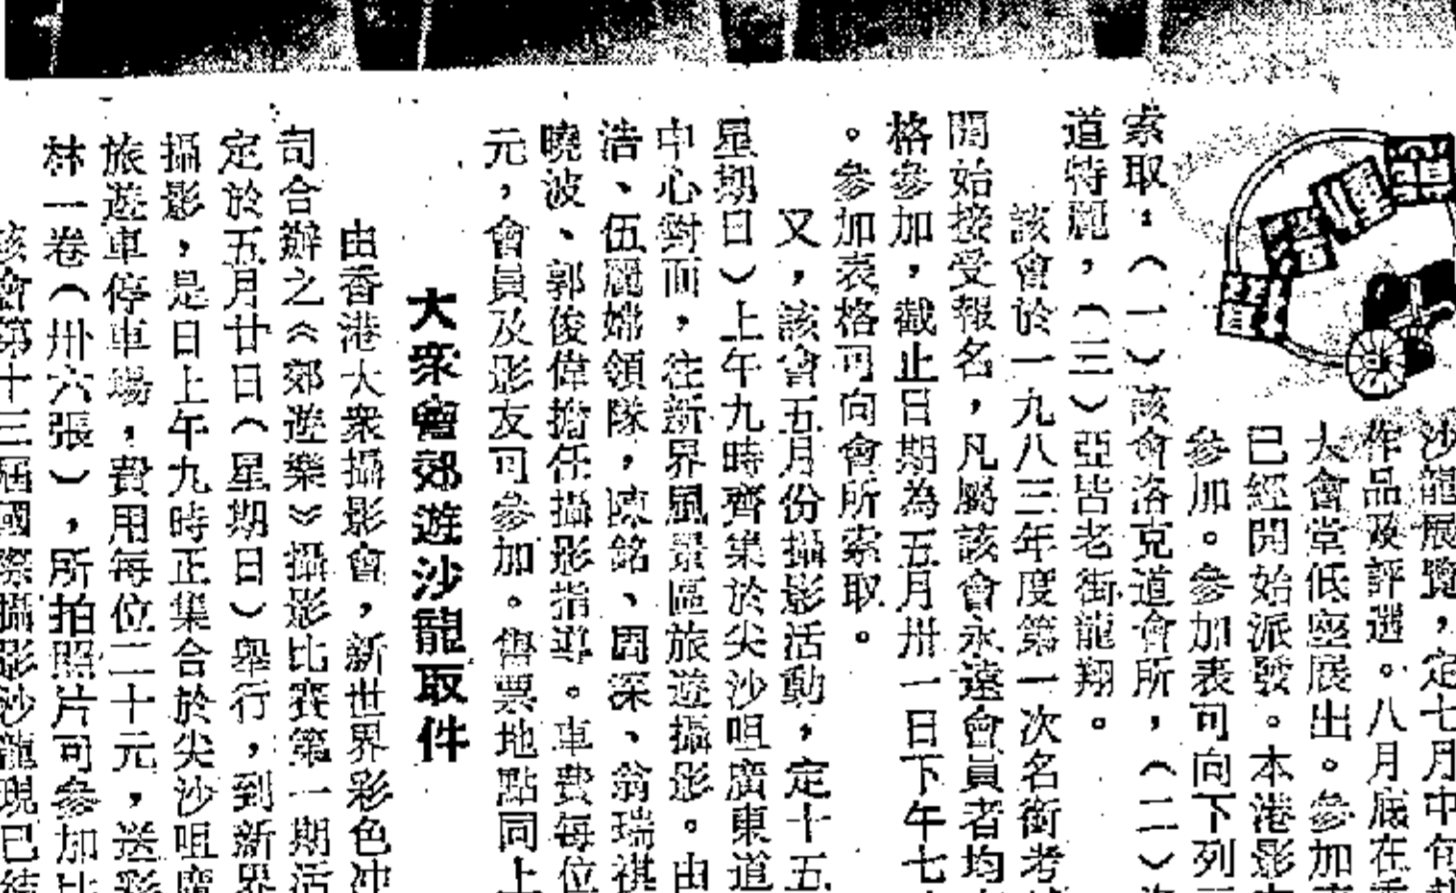 沙龍展覽，定七月中旬
作品及評選。八月底在
大會堂低座展出。參加
已經開始派發。本港影
參加。參加表可向下列
索取：（一）該會洛克道會所，（二）
道特麗，（三）亞皆老街龍翔。
該會於一九八三年度第一次名銜考
開始接受報名，凡屬該會永遠會員者均
格參加，截止日期為五月卅一日下午七
。參加表格可向會所索取。
又，該會五月份攝影活動，定十五
星期日）上午九時齊集於尖沙咀廣東道
中心對面，往新界風景區旅遊攝影。由
浩、伍麗嫦領隊，陳銘、周深、翁瑞祺
曉波、郭俊偉擔任攝影指導。車費每位
元，會員及影友可參加。售票地點同上
大衆會郊遊沙龍取件
由香港大衆攝影會，新世界彩色冲
司合辦之《郊遊樂》攝影比賽第一期活
定於五月廿日（星期日）舉行，到新界
攝影，是日上午九時正集合於尖沙咀廣
旅遊車停車場，費用每位二十元，送彩
林一卷（卅六張），所拍照片可參加比
該會第十三屆國際攝影沙龍現已結